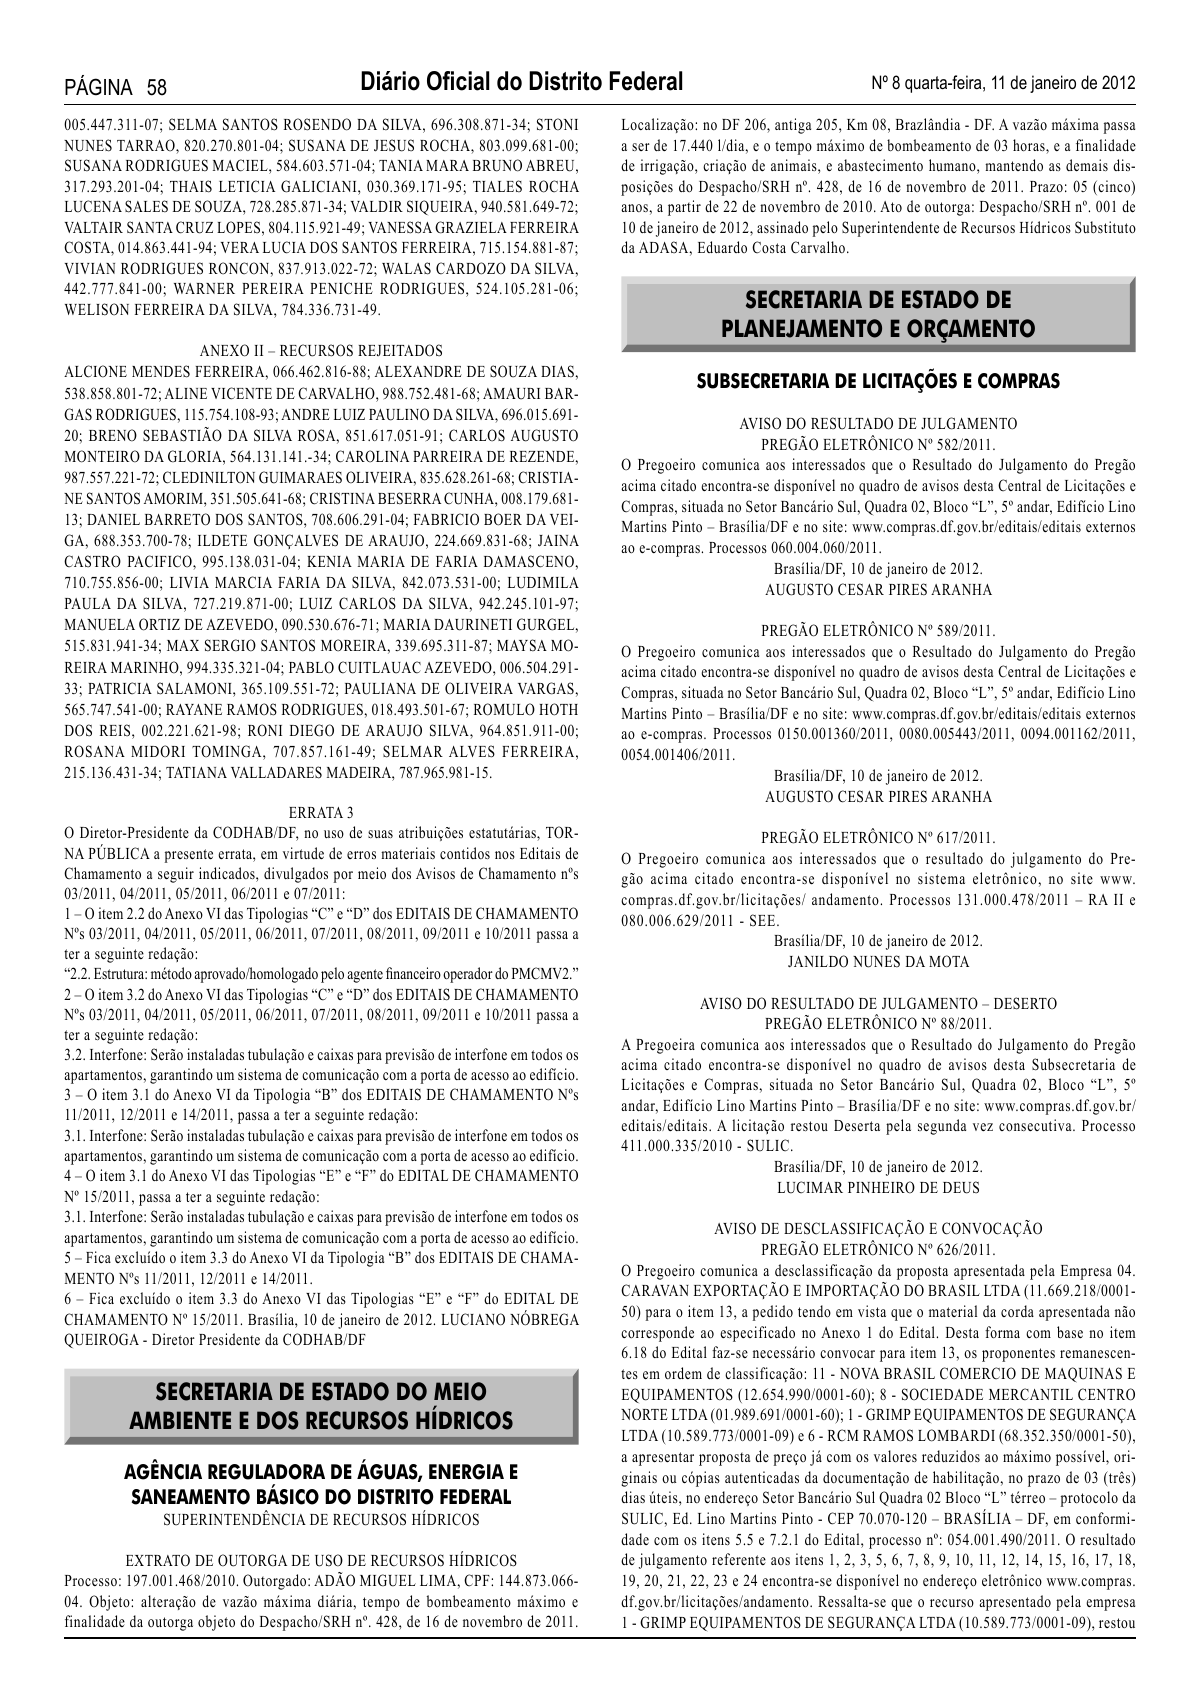 PÁGINA 58
Diário Oficial do Distrito Federal
Nº 8 quarta-feira, 11 de janeiro de 2012
005.447.311-07; SELMA SANTOS ROSENDO DA SILVA, 696.308.871-34; STONI
NUNES TARRAO, 820.270.801-04; SUSANA DE JESUS ROCHA, 803.099.681-00;
SUSANA RODRIGUES MACIEL, 584.603.571-04; TANIA MARA BRUNO ABREU,
317.293.201-04; THAIS LETICIA GALICIANI, 030.369.171-95; TIALES ROCHA
LUCENA SALES DE SOUZA, 728.285.871-34; VALDIR SIQUEIRA, 940.581.649-72;
VALTAIR SANTA CRUZ LOPES, 804.115.921-49; VANESSA GRAZIELA FERREIRA
COSTA, 014.863.441-94; VERA LUCIA DOS SANTOS FERREIRA, 715.154.881-87;
VIVIAN RODRIGUES RONCON, 837.913.022-72; WALAS CARDOZO DA SILVA,
442.777.841-00; WARNER PEREIRA PENICHE RODRIGUES, 524.105.281-06;
WELISON FERREIRA DA SILVA, 784.336.731-49.
ANEXO II – RECURSOS REJEITADOS
ALCIONE MENDES FERREIRA, 066.462.816-88; ALEXANDRE DE SOUZA DIAS,
538.858.801-72; ALINE VICENTE DE CARVALHO, 988.752.481-68; AMAURI BAR-
GAS RODRIGUES, 115.754.108-93; ANDRE LUIZ PAULINO DA SILVA, 696.015.691-
20; BRENO SEBASTIÃO DA SILVA ROSA, 851.617.051-91; CARLOS AUGUSTO
MONTEIRO DA GLORIA, 564.131.141.-34; CAROLINA PARREIRA DE REZENDE,
987.557.221-72; CLEDINILTON GUIMARAES OLIVEIRA, 835.628.261-68; CRISTIA-
NE SANTOS AMORIM, 351.505.641-68; CRISTINA BESERRA CUNHA, 008.179.681-
13; DANIEL BARRETO DOS SANTOS, 708.606.291-04; FABRICIO BOER DA VEI-
GA, 688.353.700-78; ILDETE GONÇALVES DE ARAUJO, 224.669.831-68; JAINA
CASTRO PACIFICO, 995.138.031-04; KENIA MARIA DE FARIA DAMASCENO,
710.755.856-00; LIVIA MARCIA FARIA DA SILVA, 842.073.531-00; LUDIMILA
PAULA DA SILVA, 727.219.871-00; LUIZ CARLOS DA SILVA, 942.245.101-97;
MANUELA ORTIZ DE AZEVEDO, 090.530.676-71; MARIA DAURINETI GURGEL,
515.831.941-34; MAX SERGIO SANTOS MOREIRA, 339.695.311-87; MAYSA MO-
REIRA MARINHO, 994.335.321-04; PABLO CUITLAUAC AZEVEDO, 006.504.291-
33; PATRICIA SALAMONI, 365.109.551-72; PAULIANA DE OLIVEIRA VARGAS,
565.747.541-00; RAYANE RAMOS RODRIGUES, 018.493.501-67; ROMULO HOTH
DOS REIS, 002.221.621-98; RONI DIEGO DE ARAUJO SILVA, 964.851.911-00;
ROSANA MIDORI TOMINGA, 707.857.161-49; SELMAR ALVES FERREIRA,
215.136.431-34; TATIANA VALLADARES MADEIRA, 787.965.981-15.
ERRATA 3
O Diretor-Presidente da CODHAB/DF, no uso de suas atribuições estatutárias, TOR-
NA PÚBLICA a presente errata, em virtude de erros materiais contidos nos Editais de
Chamamento a seguir indicados, divulgados por meio dos Avisos de Chamamento nºs
03/2011, 04/2011, 05/2011, 06/2011 e 07/2011:
1 – O item 2.2 do Anexo VI das Tipologias “C” e “D” dos EDITAIS DE CHAMAMENTO
Nºs 03/2011, 04/2011, 05/2011, 06/2011, 07/2011, 08/2011, 09/2011 e 10/2011 passa a
ter a seguinte redação:
“2.2. Estrutura: método aprovado/homologado pelo agente financeiro operador do PMCMV2.”
2 – O item 3.2 do Anexo VI das Tipologias “C” e “D” dos EDITAIS DE CHAMAMENTO
Nºs 03/2011, 04/2011, 05/2011, 06/2011, 07/2011, 08/2011, 09/2011 e 10/2011 passa a
ter a seguinte redação:
3.2. Interfone: Serão instaladas tubulação e caixas para previsão de interfone em todos os
apartamentos, garantindo um sistema de comunicação com a porta de acesso ao edifício.
3 – O item 3.1 do Anexo VI da Tipologia “B” dos EDITAIS DE CHAMAMENTO Nºs
11/2011, 12/2011 e 14/2011, passa a ter a seguinte redação:
3.1. Interfone: Serão instaladas tubulação e caixas para previsão de interfone em todos os
apartamentos, garantindo um sistema de comunicação com a porta de acesso ao edifício.
4 – O item 3.1 do Anexo VI das Tipologias “E” e “F” do EDITAL DE CHAMAMENTO
Nº 15/2011, passa a ter a seguinte redação:
3.1. Interfone: Serão instaladas tubulação e caixas para previsão de interfone em todos os
apartamentos, garantindo um sistema de comunicação com a porta de acesso ao edifício.
5 – Fica excluído o item 3.3 do Anexo VI da Tipologia “B” dos EDITAIS DE CHAMA-
MENTO Nºs 11/2011, 12/2011 e 14/2011.
6 – Fica excluído o item 3.3 do Anexo VI das Tipologias “E” e “F” do EDITAL DE
CHAMAMENTO Nº 15/2011. Brasília, 10 de janeiro de 2012. LUCIANO NÓBREGA
QUEIROGA - Diretor Presidente da CODHAB/DF
SECRETARIA DE ESTADO DO MEIO
AMBIENTE E DOS RECURSOS HÍDRICOS
AGÊNCIA REGULADORA DE ÁGUAS, ENERGIA E
SANEAMENTO BÁSICO DO DISTRITO FEDERAL
SUPERINTENDÊNCIA DE RECURSOS HÍDRICOS
EXTRATO DE OUTORGA DE USO DE RECURSOS HÍDRICOS
Processo: 197.001.468/2010. Outorgado: ADÃO MIGUEL LIMA, CPF: 144.873.066-
04. Objeto: alteração de vazão máxima diária, tempo de bombeamento máximo e
finalidade da outorga objeto do Despacho/SRH nº. 428, de 16 de novembro de 2011.
Localização: no DF 206, antiga 205, Km 08, Brazlândia - DF. A vazão máxima passa
a ser de 17.440 l/dia, e o tempo máximo de bombeamento de 03 horas, e a finalidade
de irrigação, criação de animais, e abastecimento humano, mantendo as demais dis-
posições do Despacho/SRH nº. 428, de 16 de novembro de 2011. Prazo: 05 (cinco)
anos, a partir de 22 de novembro de 2010. Ato de outorga: Despacho/SRH nº. 001 de
10 de janeiro de 2012, assinado pelo Superintendente de Recursos Hídricos Substituto
da ADASA, Eduardo Costa Carvalho.
SECRETARIA DE ESTADO DE
PLANEJAMENTO E ORÇAMENTO
SUBSECRETARIA DE LICITAÇÕES E COMPRAS
AVISO DO RESULTADO DE JULGAMENTO
PREGÃO ELETRÔNICO Nº 582/2011.
O Pregoeiro comunica aos interessados que o Resultado do Julgamento do Pregão
acima citado encontra-se disponível no quadro de avisos desta Central de Licitações e
Compras, situada no Setor Bancário Sul, Quadra 02, Bloco “L”, 5º andar, Edifício Lino
Martins Pinto – Brasília/DF e no site: www.compras.df.gov.br/editais/editais externos
ao e-compras. Processos 060.004.060/2011.
Brasília/DF, 10 de janeiro de 2012.
AUGUSTO CESAR PIRES ARANHA
PREGÃO ELETRÔNICO Nº 589/2011.
O Pregoeiro comunica aos interessados que o Resultado do Julgamento do Pregão
acima citado encontra-se disponível no quadro de avisos desta Central de Licitações e
Compras, situada no Setor Bancário Sul, Quadra 02, Bloco “L”, 5º andar, Edifício Lino
Martins Pinto – Brasília/DF e no site: www.compras.df.gov.br/editais/editais externos
ao e-compras. Processos 0150.001360/2011, 0080.005443/2011, 0094.001162/2011,
0054.001406/2011.
Brasília/DF, 10 de janeiro de 2012.
AUGUSTO CESAR PIRES ARANHA
PREGÃO ELETRÔNICO Nº 617/2011.
O Pregoeiro comunica aos interessados que o resultado do julgamento do Pre-
gão acima citado encontra-se disponível no sistema eletrônico, no site www.
compras.df.gov.br/licitações/ andamento. Processos 131.000.478/2011 – RA II e
080.006.629/2011 - SEE.
Brasília/DF, 10 de janeiro de 2012.
JANILDO NUNES DA MOTA
AVISO DO RESULTADO DE JULGAMENTO – DESERTO
PREGÃO ELETRÔNICO Nº 88/2011.
A Pregoeira comunica aos interessados que o Resultado do Julgamento do Pregão
acima citado encontra-se disponível no quadro de avisos desta Subsecretaria de
Licitações e Compras, situada no Setor Bancário Sul, Quadra 02, Bloco “L”, 5º
andar, Edifício Lino Martins Pinto – Brasília/DF e no site: www.compras.df.gov.br/
editais/editais. A licitação restou Deserta pela segunda vez consecutiva. Processo
411.000.335/2010 - SULIC.
Brasília/DF, 10 de janeiro de 2012.
LUCIMAR PINHEIRO DE DEUS
AVISO DE DESCLASSIFICAÇÃO E CONVOCAÇÃO
PREGÃO ELETRÔNICO Nº 626/2011.
O Pregoeiro comunica a desclassificação da proposta apresentada pela Empresa 04.
CARAVAN EXPORTAÇÃO E IMPORTAÇÃO DO BRASIL LTDA (11.669.218/0001-
50) para o item 13, a pedido tendo em vista que o material da corda apresentada não
corresponde ao especificado no Anexo 1 do Edital. Desta forma com base no item
6.18 do Edital faz-se necessário convocar para item 13, os proponentes remanescen-
tes em ordem de classificação: 11 - NOVA BRASIL COMERCIO DE MAQUINAS E
EQUIPAMENTOS (12.654.990/0001-60); 8 - SOCIEDADE MERCANTIL CENTRO
NORTE LTDA (01.989.691/0001-60); 1 - GRIMP EQUIPAMENTOS DE SEGURANÇA
LTDA (10.589.773/0001-09) e 6 - RCM RAMOS LOMBARDI (68.352.350/0001-50),
a apresentar proposta de preço já com os valores reduzidos ao máximo possível, ori-
ginais ou cópias autenticadas da documentação de habilitação, no prazo de 03 (três)
dias úteis, no endereço Setor Bancário Sul Quadra 02 Bloco “L” térreo – protocolo da
SULIC, Ed. Lino Martins Pinto - CEP 70.070-120 – BRASÍLIA – DF, em conformi-
dade com os itens 5.5 e 7.2.1 do Edital, processo nº: 054.001.490/2011. O resultado
de julgamento referente aos itens 1, 2, 3, 5, 6, 7, 8, 9, 10, 11, 12, 14, 15, 16, 17, 18,
19, 20, 21, 22, 23 e 24 encontra-se disponível no endereço eletrônico www.compras.
df.gov.br/licitações/andamento. Ressalta-se que o recurso apresentado pela empresa
1 - GRIMP EQUIPAMENTOS DE SEGURANÇA LTDA (10.589.773/0001-09), restou